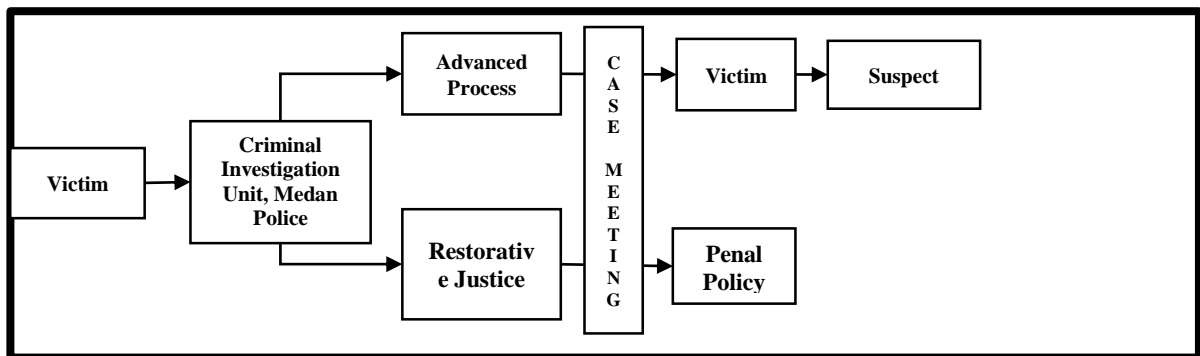 Victim
Criminal
Investigation
Unit, Medan
Police
Advanced
Process
Restorativ
e Justice
C
A
S
E
M
E
E
T
I
N
G
Victim
Suspect
Penal
Policy